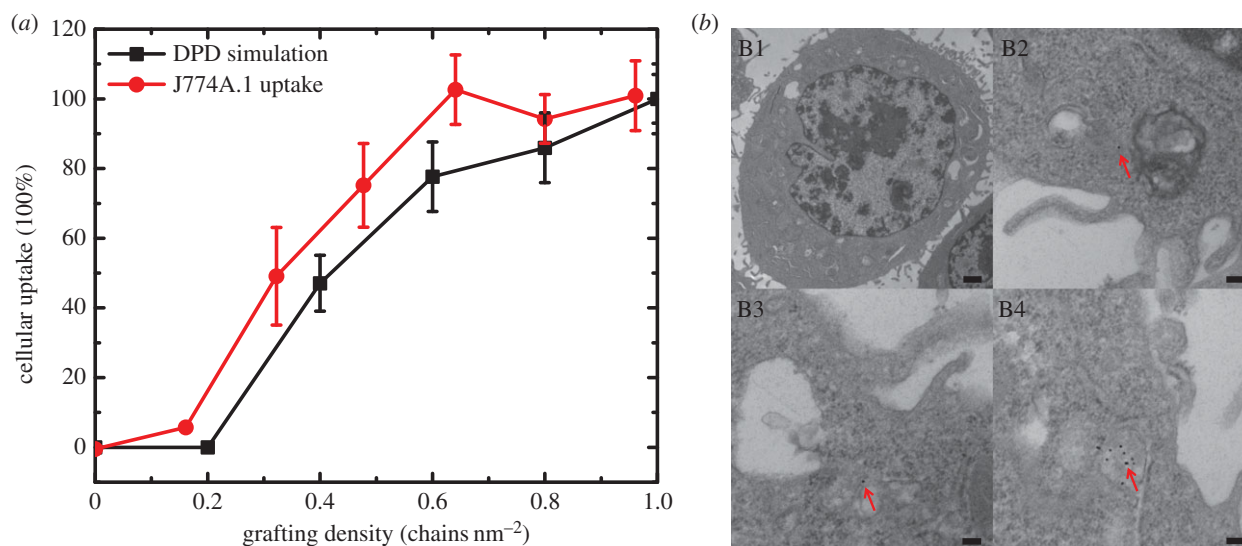 (a)
120
100
80
60
40
20
0
cellular uptake (100%)
DPD simulation
J774A.1 uptake
0 0.2 0.4 0.6 0.8 1.0
grafting density (chains nm⁻²)
(b)
B1
B2
B3
B4